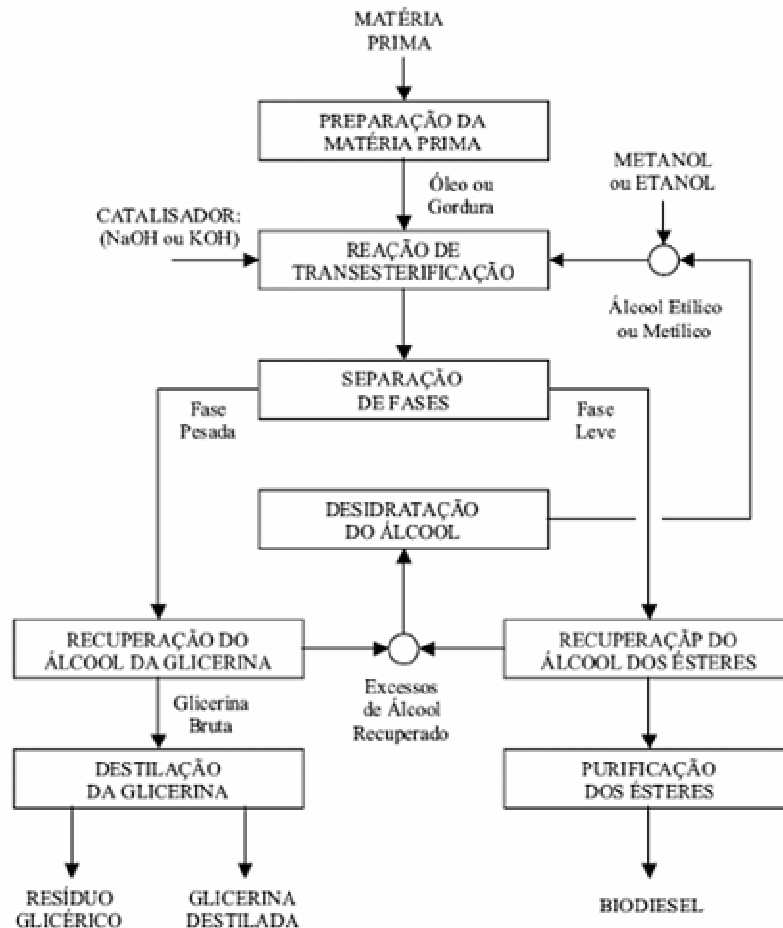 MATÉRIA
PRIMA
PREPARAÇÃO DA
MATÉRIA PRIMA
METANOL
ou ETANOL
Óleo ou
Gordura
CATALISADOR:
(NaOH ou KOH)
REAÇÃO DE
TRANSESTERIFICAÇÃO
Álcool Etílico
ou Metílico
SEPARAÇÃO
DE FASES
Fase
Pesada
Fase
Leve
DESIDRATAÇÃO
DO ÁLCOOL
RECUPERAÇÃO DO
ÁLCOOL DA GLICERINA
RECUPERAÇÃP DO
ÁLCOOL DOS ÉSTERES
Excessos
de Álcool
Recuperado
Glicerina
Bruta
DESTILAÇÃO
DA GLICERINA
PURIFICAÇÃO
DOS ÉSTERES
RESÍDUO
GLICÉRICO
GLICERINA
DESTILADA
BIODIESEL